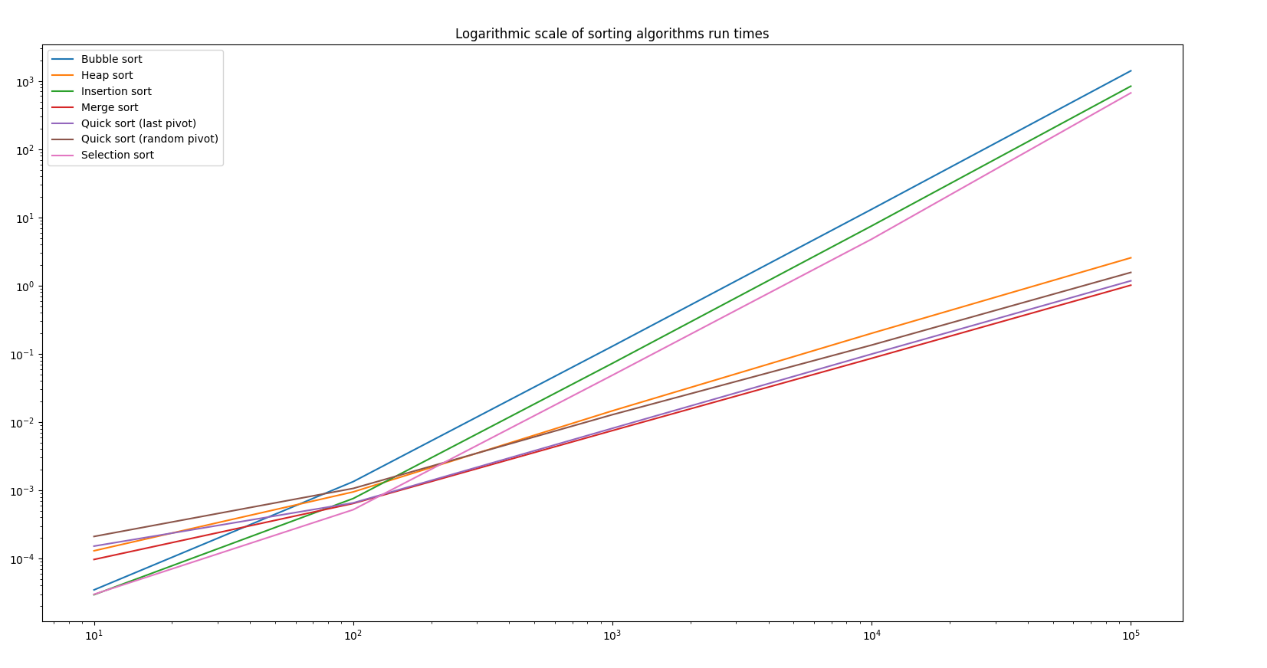 Logarithmic scale of sorting algorithms run times
Bubble sort
Heap sort
Insertion sort
Merge sort
Quick sort (last pivot)
Quick sort (random pivot)
Selection sort
10³
10²
10¹
10⁰
10⁻¹
10⁻²
10⁻³
10⁻⁴
10¹ 10² 10³ 10⁴ 10⁵